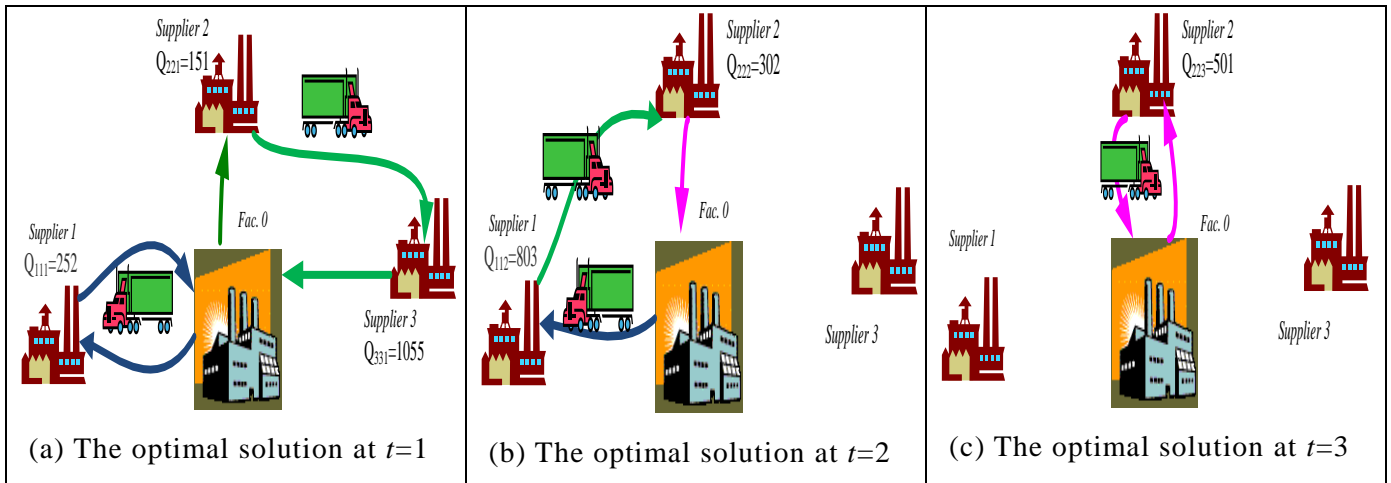 Supplier 2
Q221=151
Fac. 0
Supplier 1
Q111=252
Supplier 3
Q331=1055
(a) The optimal solution at t=1
Supplier 2
Q222=302
Fac. 0
Supplier 1
Q112=803
Supplier 3
(b) The optimal solution at t=2
Supplier 2
Q223=501
Fac. 0
Supplier 1
Supplier 3
(c) The optimal solution at t=3